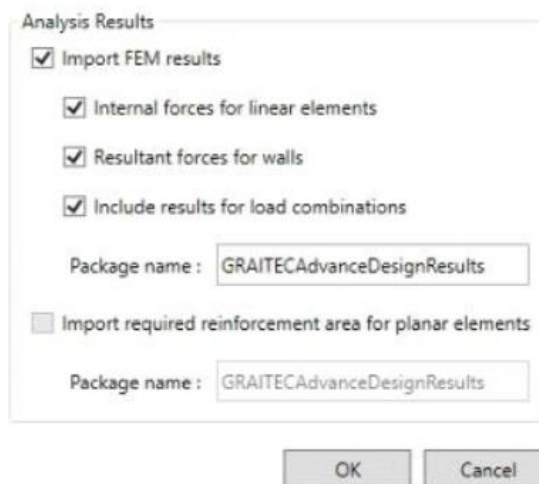 Analysis Results
Import FEM results
Internal forces for linear elements
Resultant forces for walls
Include results for load combinations
Package name : GRAITECAdvanceDesignResults
Import required reinforcement area for planar elements
Package name : GRAITECAdvanceDesignResults
OK Cancel